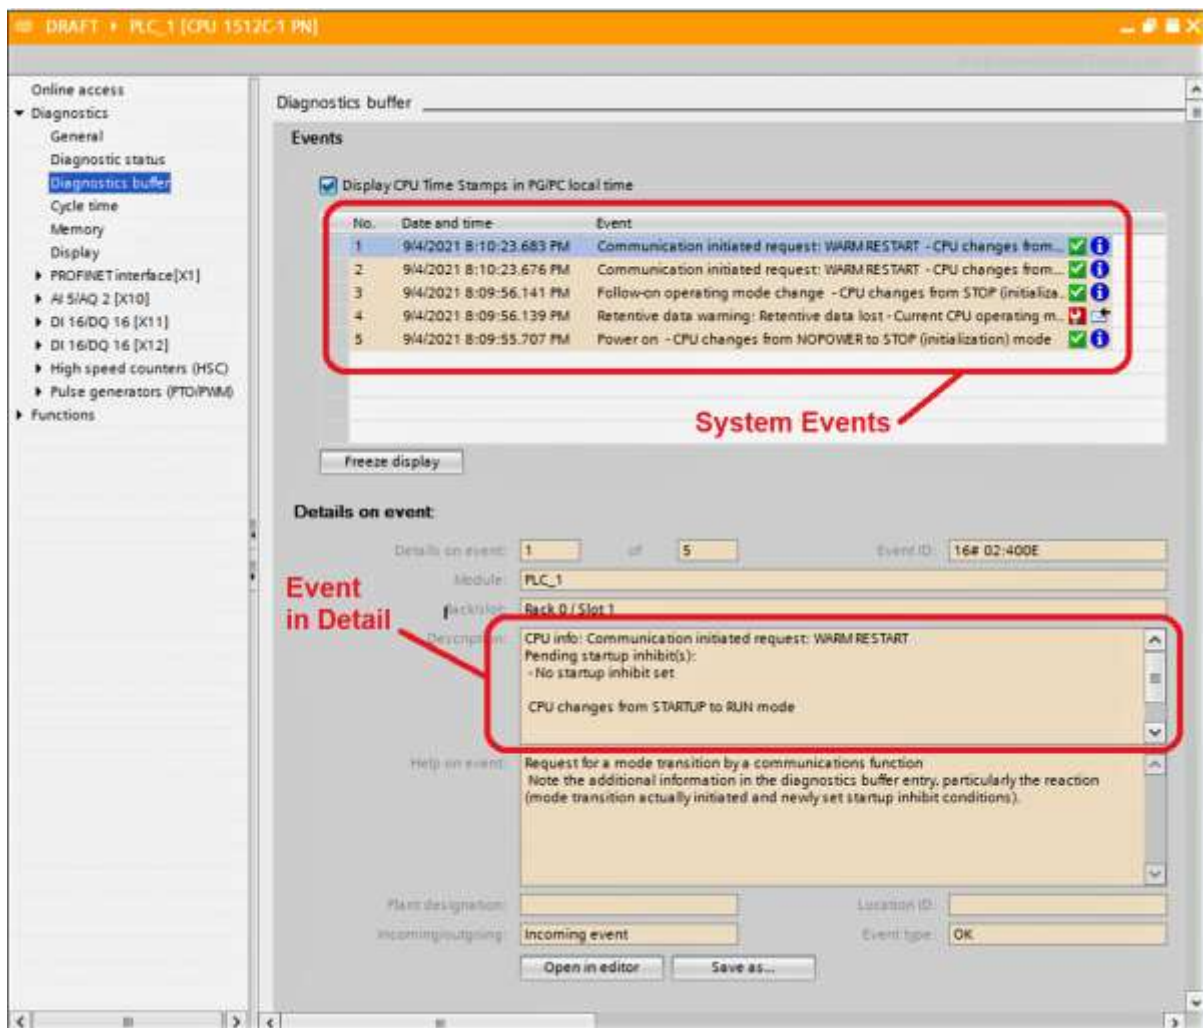 DRAFT ▸ PLC_1 [CPU 1512C-1 PN]
Online access
Diagnostics
General
Diagnostic status
Diagnostics buffer
Cycle time
Memory
Display
PROFINET interface[X1]
AI 5/AQ 2 [X10]
DI 16/DQ 16 [X11]
DI 16/DQ 16 [X12]
High speed counters (HSC)
Pulse generators (PTO/PWM)
Functions
Diagnostics buffer
Events
Display CPU Time Stamps in PG/PC local time
No. Date and time Event
1 9/4/2021 8:10:23.683 PM Communication initiated request: WARM RESTART - CPU changes from...
2 9/4/2021 8:10:23.676 PM Communication initiated request: WARM RESTART - CPU changes from...
3 9/4/2021 8:09:56.141 PM Follow-on operating mode change - CPU changes from STOP (initializa...
4 9/4/2021 8:09:56.139 PM Retentive data warning: Retentive data lost - Current CPU operating m...
5 9/4/2021 8:09:55.707 PM Power on - CPU changes from NOPOWER to STOP (initialization) mode
System Events
Freeze display
Details on event:
Details on event: 1 of 5 Event ID: 16# 02:400E
Module: PLC_1
Event
in Detail
Rack/slot: Rack 0 / Slot 1
Description: CPU info: Communication initiated request: WARM RESTART
Pending startup inhibit(s):
- No startup inhibit set
CPU changes from STARTUP to RUN mode
Help on event: Request for a mode transition by a communications function
Note the additional information in the diagnostics buffer entry, particularly the reaction
(mode transition actually initiated and newly set startup inhibit conditions).
Plant designation: Location ID:
Incoming/outgoing: Incoming event Event type: OK
Open in editor Save as...